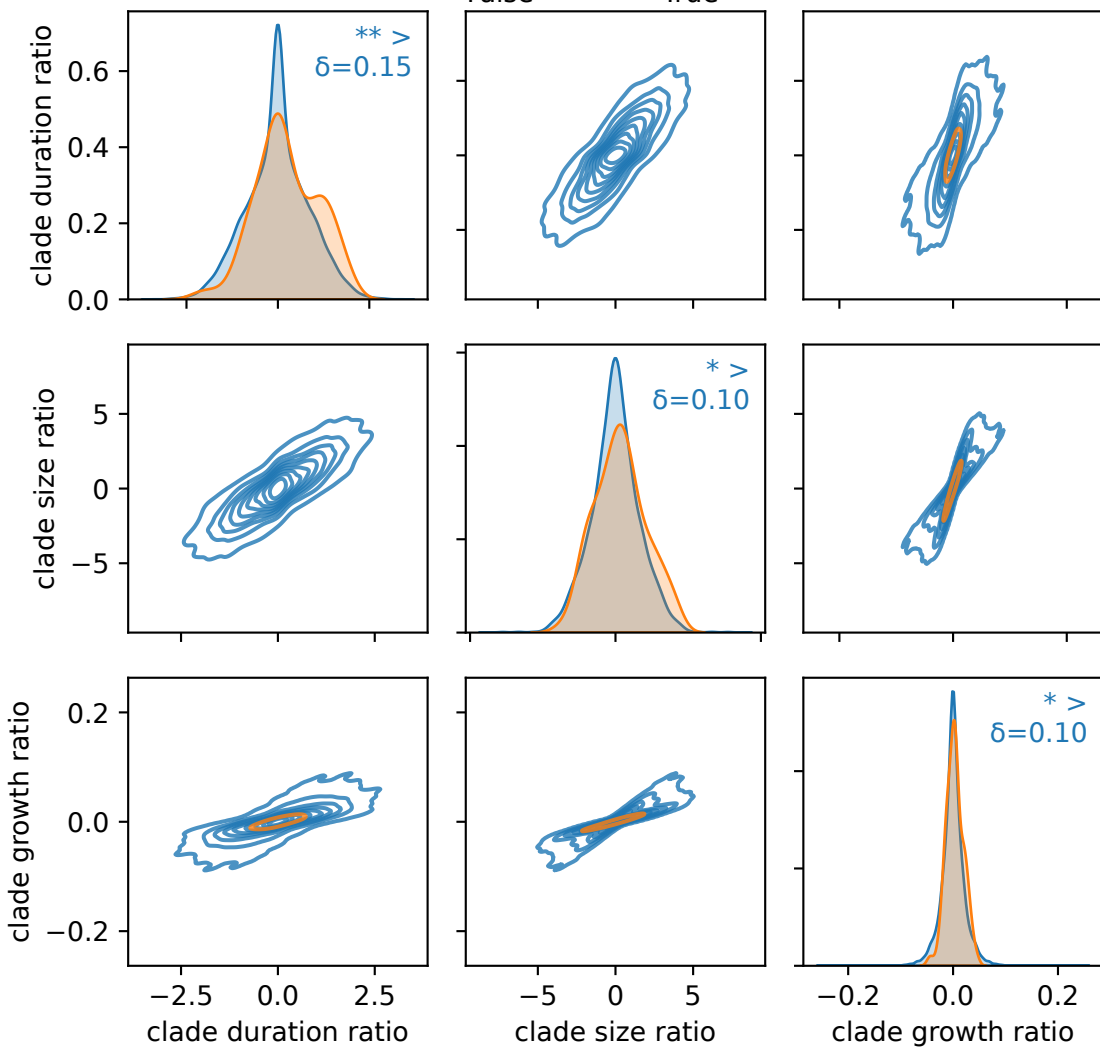 True
clade duration ratio
0.6
0.4
0.2
0.0
** >
δ=0.15
clade size ratio
5
0
−5
* >
δ=0.10
clade growth ratio
0.2
0.0
−0.2
* >
δ=0.10
−2.5 0.0 2.5
−5 0 5
−0.2 0.0 0.2
clade duration ratio
clade size ratio
clade growth ratio